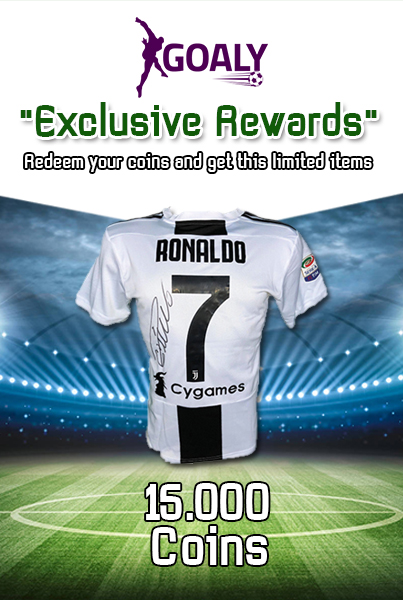 GOALY
"Exclusive Rewards"
Redeem your coins and get this limited items
RONALDO
7
Cygames
15.000
Coins